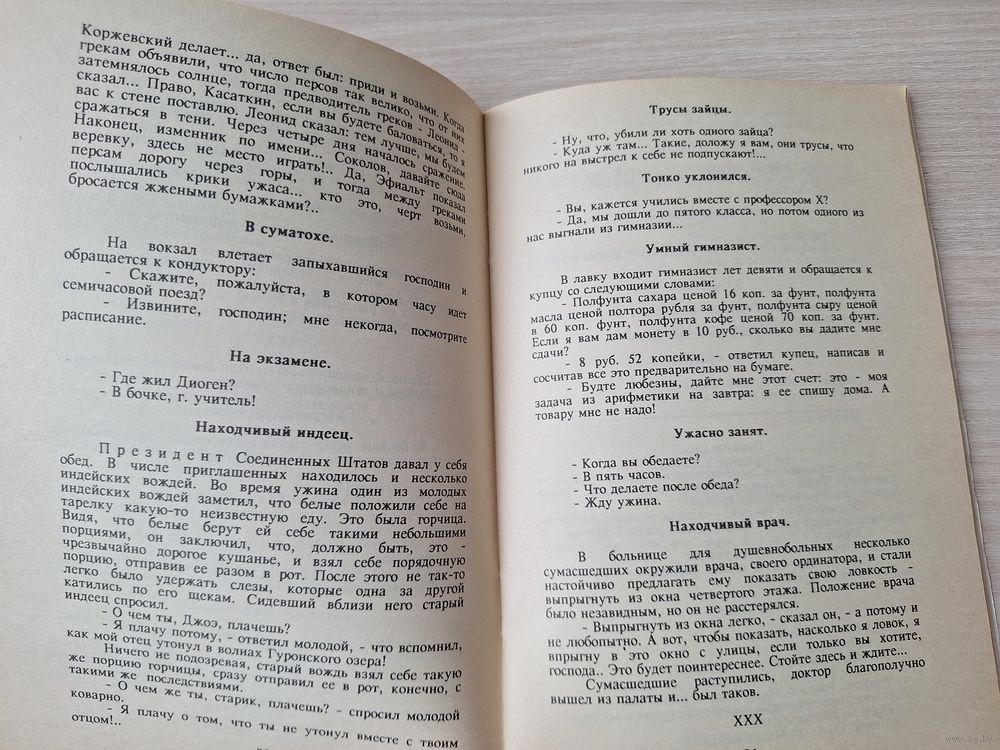 Коржевский делает... да, ответ был: приди и возьми. Когда
грекам объявили, что число персов так велико, что от них
затемнялось солнце, тогда предводитель греков - Леонид -
сказал... Право, Касаткин, если вы будете баловаться, то я
вас к стене поставлю. Леонид сказал: тем лучше, мы будем
сражаться в тени. Через четыре дня началось сражение.
Наконец, изменник по имени... Соколов, давайте сюда
веревку, здесь не место играть!.. Да, Эфиальт показал
персам дорогу через горы, и тогда между греками
послышались крики ужаса... кто это, черт возьми,
бросается жжеными бумажками?..
В суматохе.
На вокзал влетает запыхавшийся господин и
обращается к кондуктору:
- Скажите, пожалуйста, в котором часу идет
семичасовой поезд?
- Извините, господин; мне некогда, посмотрите
расписание.
На экзамене.
- Где жил Диоген?
- В бочке, г. учитель!
Находчивый индеец.
Президент Соединенных Штатов давал у себя
обед. В числе приглашенных находилось и несколько
индейских вождей. Во время ужина один из молодых
индейских вождей заметил, что белые положили себе на
тарелку какую-то неизвестную еду. Это была горчица.
Видя, что белые берут ей себе такими небольшими
порциями, он заключил, что, должно быть, это -
чрезвычайно дорогое кушанье, и взял себе порядочную
порцию, отправив ее разом в рот. После этого не так-то
легко было удержать слезы, которые одна за другой
катились по его щекам. Сидевший вблизи него старый
индеец спросил.
- О чем ты, Джоэ, плачешь?
- Я плачу потому, - ответил молодой, - что вспомнил,
как мой отец утонул в волнах Гуронского озера!
Ничего не подозревая, старый вождь взял себе такую
же порцию горчицы, сразу отправил ее в рот, конечно, с
такими же последствиями.
- О чем же ты, старик, плачешь? - спросил молодой
коварно.
- Я плачу о том, что ты не утонул вместе с твоим
отцом!..
Трусы зайцы.
- Ну, что, убили ли хоть одного зайца?
- Куда уж там... Такие, доложу я вам, они трусы, что
никого на выстрел к себе не подпускают!...
Тонко уклонился.
- Вы, кажется учились вместе с профессором Х?
- Да, мы дошли до пятого класса, но потом одного из
нас выгнали из гимназии...
Умный гимназист.
В лавку входит гимназист лет девяти и обращается к
купцу со следующими словами:
- Полфунта сахара ценой 16 коп. за фунт, полфунта
масла ценой полтора рубля за фунт, полфунта сыру ценой
в 60 коп. фунт, полфунта кофе ценой 70 коп. за фунт.
Если я вам дам монету в 10 руб., сколько вы дадите мне
сдачи?
- 8 руб. 52 копейки, - ответил купец, написав и
сосчитав все это предварительно на бумаге.
- Будте любезны, дайте мне этот счет: это - моя
задача из арифметики на завтра: я ее спишу дома. А
товару мне не надо!
Ужасно занят.
- Когда вы обедаете?
- В пять часов.
- Что делаете после обеда?
- Жду ужина.
Находчивый врач.
В больнице для душевнобольных несколько
сумасшедших окружили врача, своего ординатора, и стали
настойчиво предлагать ему показать свою ловкость -
выпрыгнуть из окна четвертого этажа. Положение врача
было незавидным, но он не растерялся.
- Выпрыгнуть из окна легко, - сказал он, - а потому и
не любопытно. А вот, чтобы показать, насколько я ловок, я
впрыгну в это окно с улицы, если только вы хотите,
господа.. Это будет поинтереснее. Стойте здесь и ждите...
Сумасшедшие расступились, доктор благополучно
вышел из палаты и... был таков.
XXX
www.ay.by